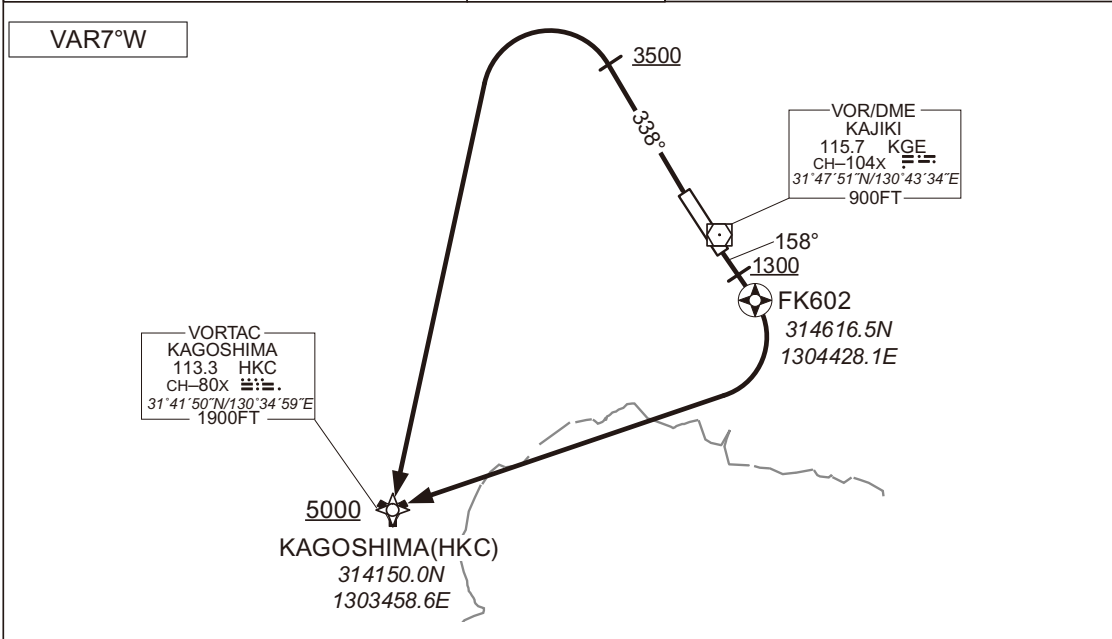 VAR7°W
3500
338°
VOR/DME
KAJIKI
115.7 KGE
CH–104X
31°47´51˝N/130°43´34˝E
900FT
158°
1300
FK602
314616.5N
1304428.1E
VORTAC
KAGOSHIMA
113.3 HKC
CH–80X
31°41´50˝N/130°34´59˝E
1900FT
5000
KAGOSHIMA(HKC)
314150.0N
1303458.6E